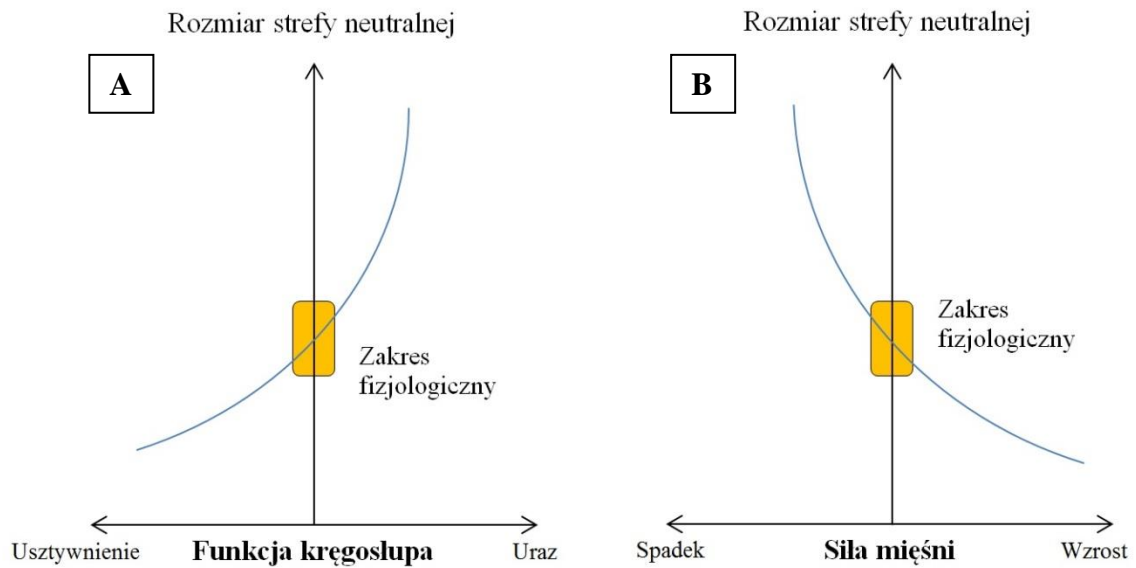 Rozmiar strefy neutralnej
A
Zakres
fizjologiczny
Usztywnienie
Funkcja kręgosłupa
Uraz
Rozmiar strefy neutralnej
B
Zakres
fizjologiczny
Spadek
Siła mięśni
Wzrost